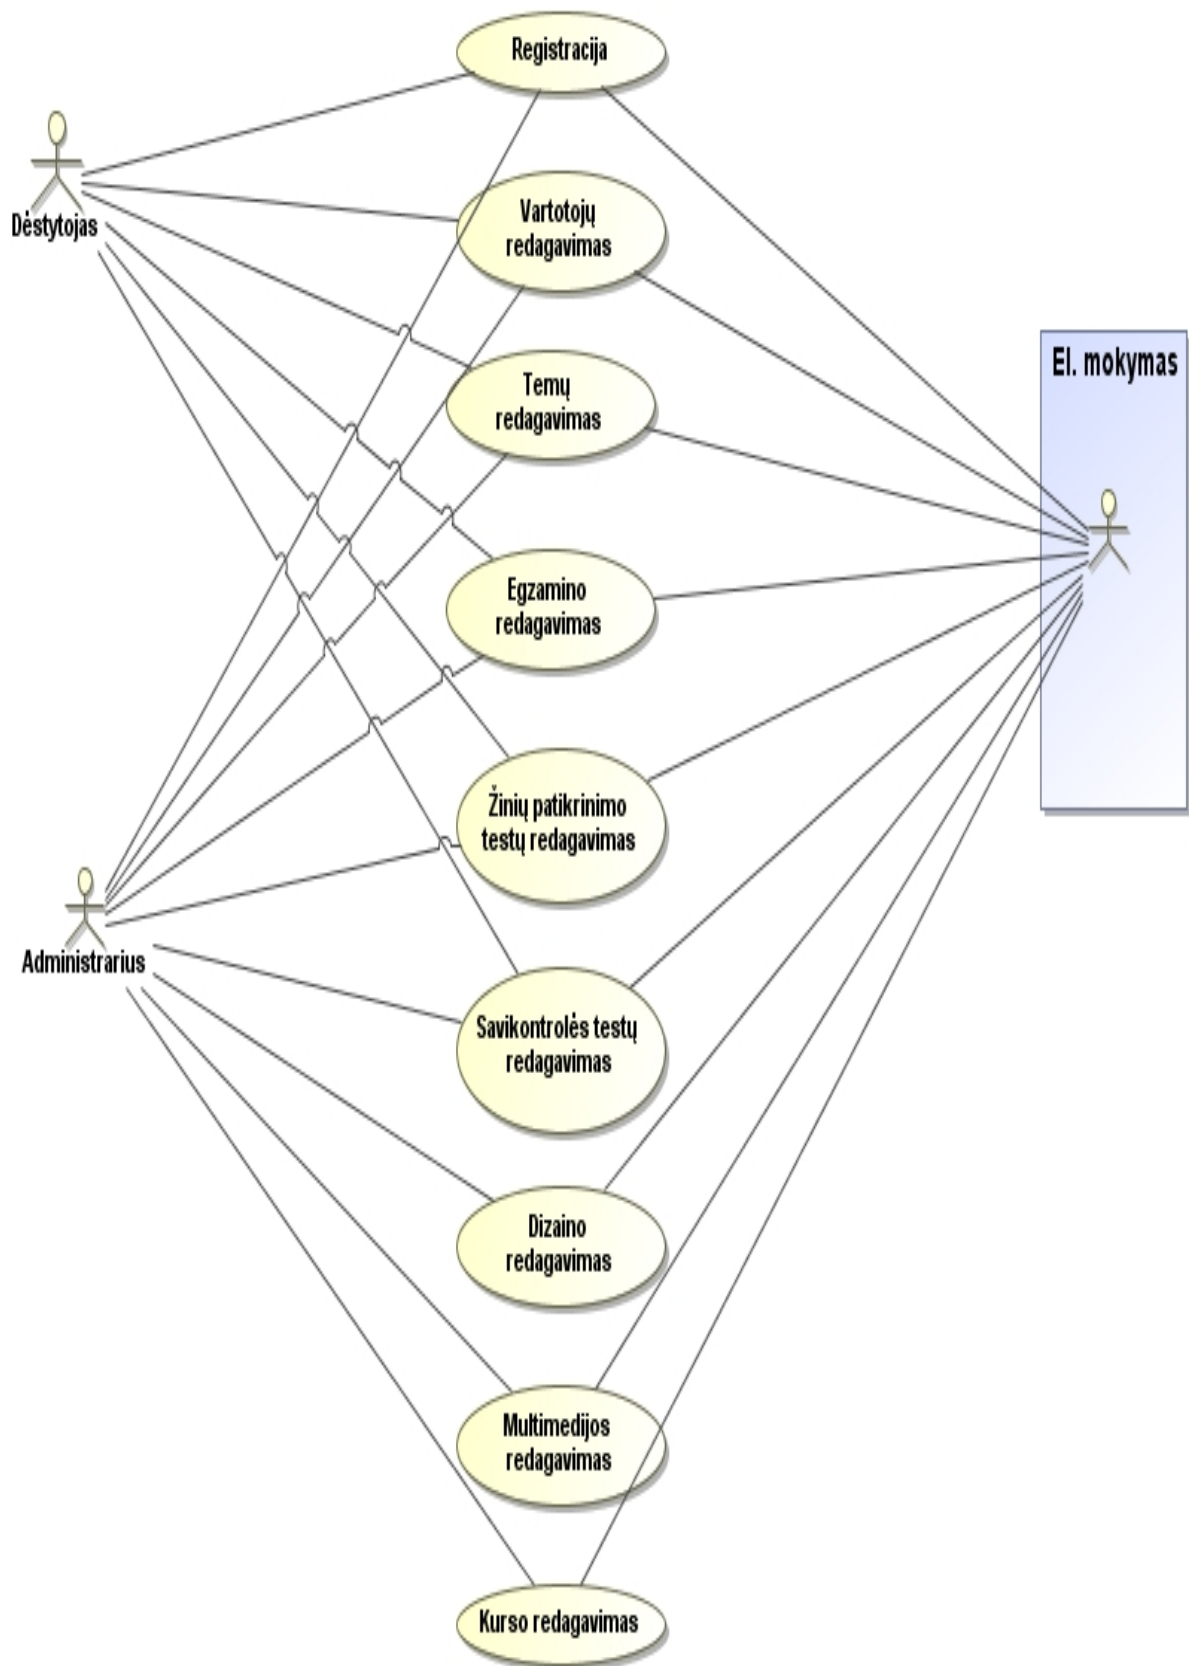 Registracija
Dėstytojas
Vartotojų
redagavimas
El. mokymas
Temų
redagavimas
Egzamino
redagavimas
Žinių patikrinimo
testų redagavimas
Administrarius
Savikontrolės testų
redagavimas
Dizaino
redagavimas
Multimedijos
redagavimas
Kurso redagavimas